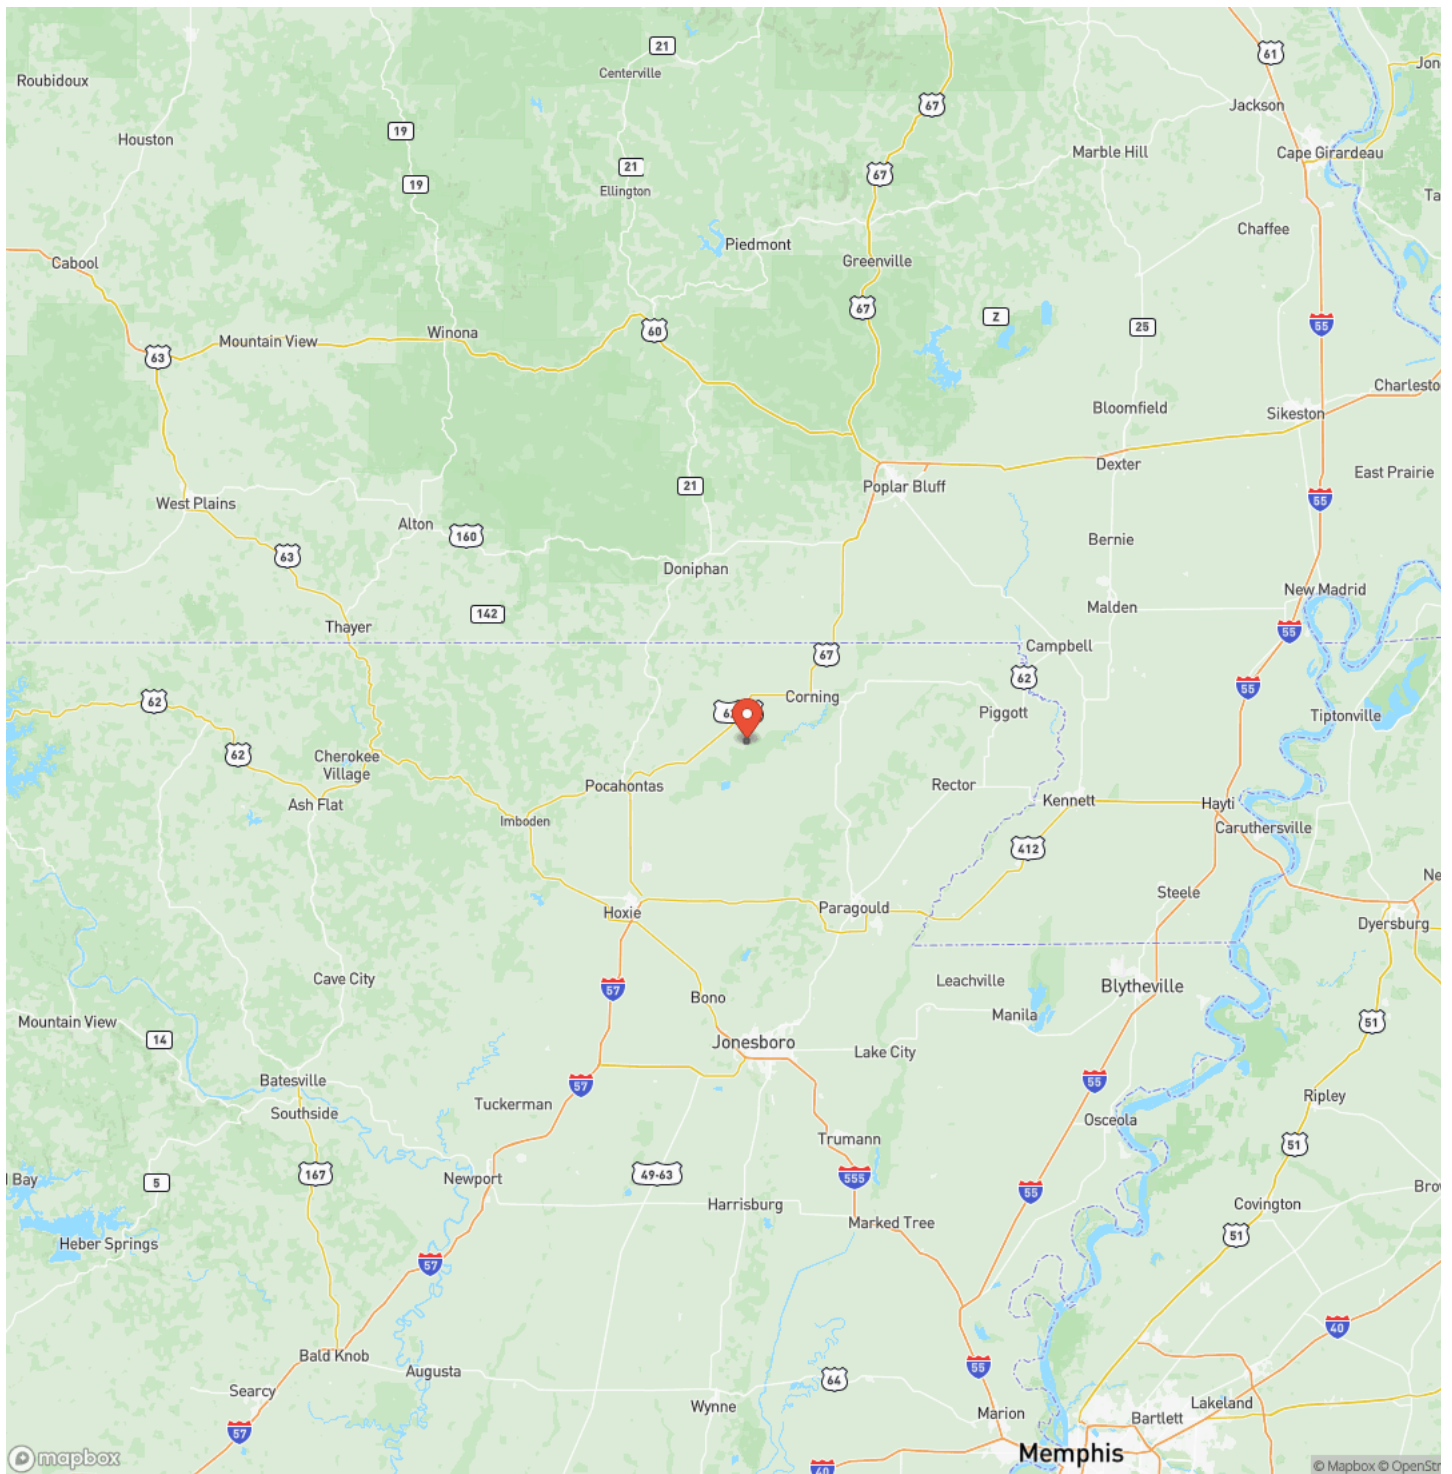 21
61
Roubidoux
Centerville
67
Jackson
19
Houston
Marble Hill
Cape Girardeau
21
67
19
Ellington
Chaffee
Piedmont
Cabool
Greenville
67
Z
55
60
25
Winona
Mountain View
63
Charlesto
Bloomfield
Sikeston
Dexter
East Prairie
21
Poplar Bluff
55
West Plains
Alton
160
Bernie
63
Doniphan
New Madrid
142
Malden
Thayer
55
Campbell
67
62
55
62
Corning
Piggott
Tiptonville
62
Cherokee
Village
Pocahontas
Rector
Ash Flat
Kennett
Hayti
Imboden
Caruthersville
412
Steele
Hoxie
Paragould
Dyersburg
Cave City
Leachville
57
Blytheville
Bono
Manila
Mountain View
51
14
Jonesboro
Lake City
Batesville
57
55
Tuckerman
Ripley
Southside
Osceola
Trumann
51
167
49-63
555
Newport
5
55
Harrisburg
Covington
Marked Tree
51
Heber Springs
57
40
Bald Knob
55
Augusta
64
Searcy
Wynne
Lakeland
Marion
Bartlett
57
Memphis
mapbox
40
© Mapbox © OpenStr